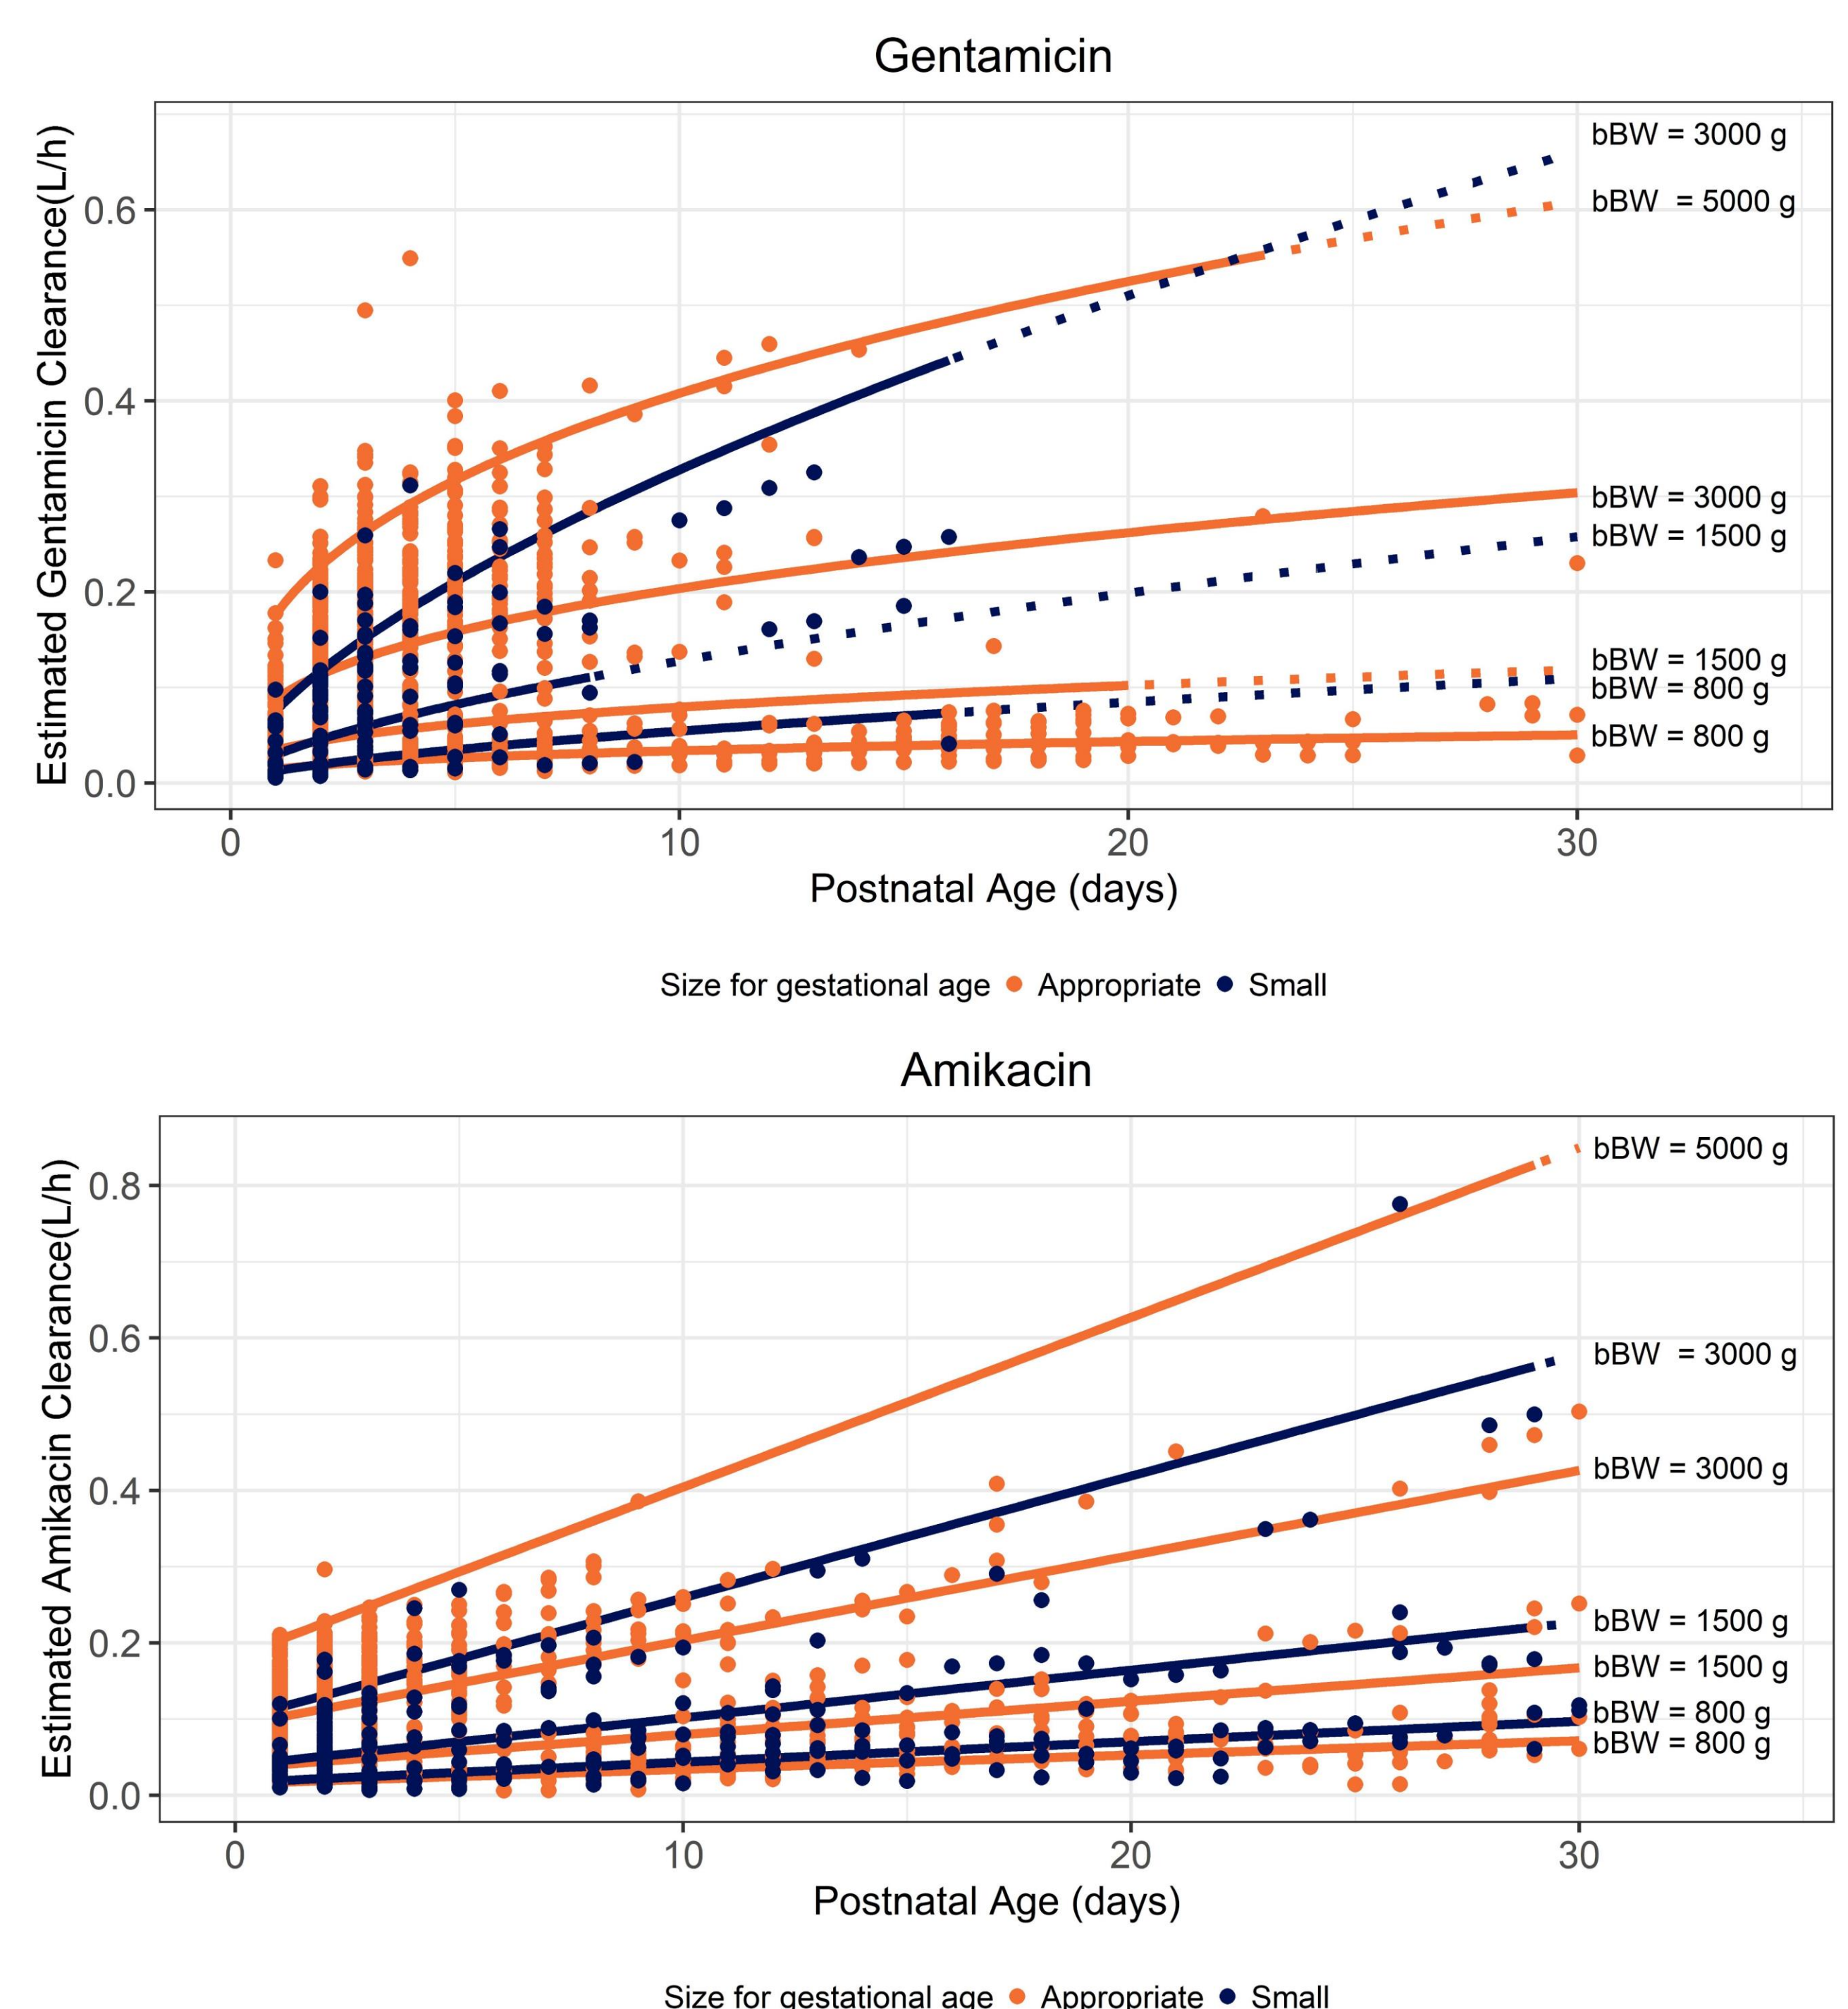 Gentamicin
Estimated Gentamicin Clearance(L/h)
0.6
0.4
0.2
0.0
bBW = 3000 g
bBW  = 5000 g
bBW = 3000 g
bBW = 1500 g
bBW = 1500 g
bBW = 800 g
bBW = 800 g
0 10 20 30
Postnatal Age (days)
Size for gestational age Appropriate Small
Amikacin
Estimated Amikacin Clearance(L/h)
0.8
0.6
0.4
0.2
0.0
bBW = 5000 g
bBW  = 3000 g
bBW = 3000 g
bBW = 1500 g
bBW = 1500 g
bBW = 800 g
bBW = 800 g
0 10 20 30
Postnatal Age (days)
Size for gestational age Appropriate Small